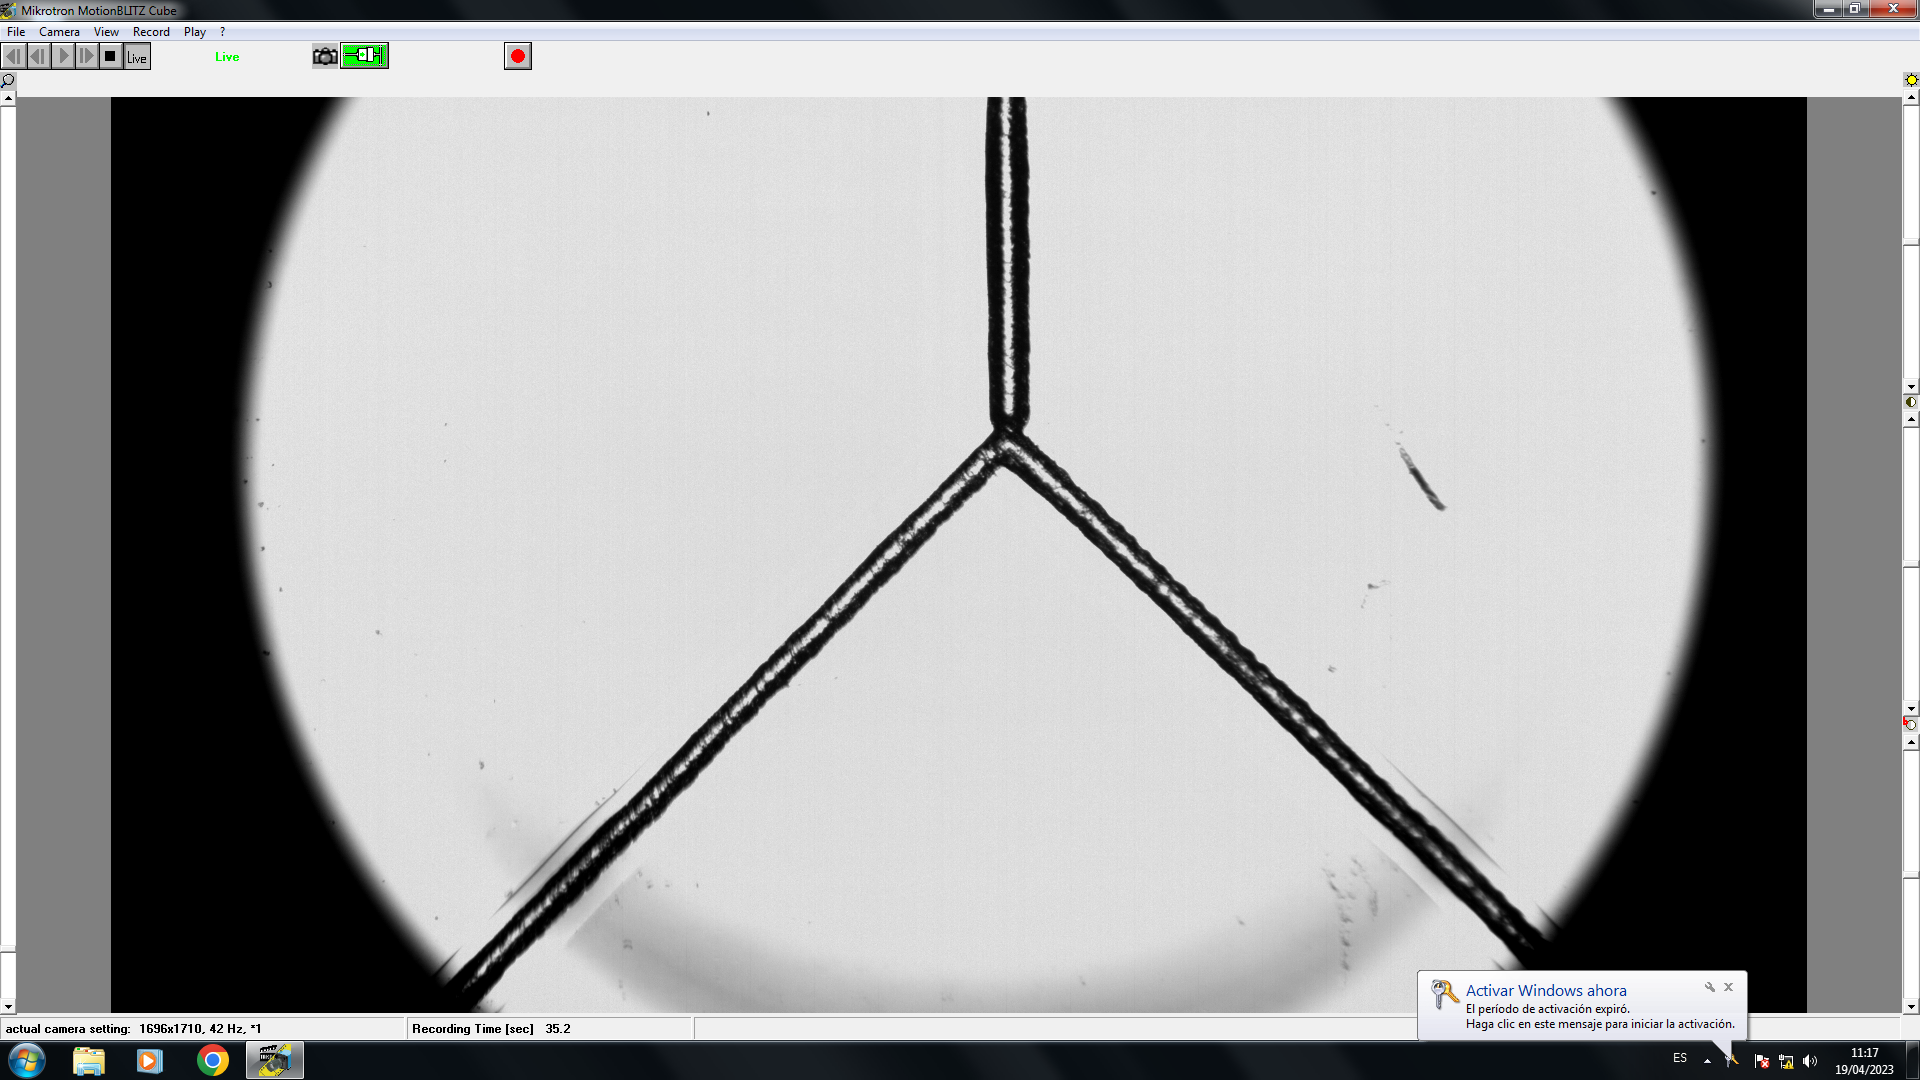 Mikrotron MotionBLITZ Cube
File Camera View Record Play ?
Live Live
Activar Windows ahora
El período de activación expiró.
Haga clic en este mensaje para iniciar la activación.
actual camera setting: 1696x1710, 42 Hz, *1 Recording Time [sec] 35.2
ES
11:17
19/04/2023